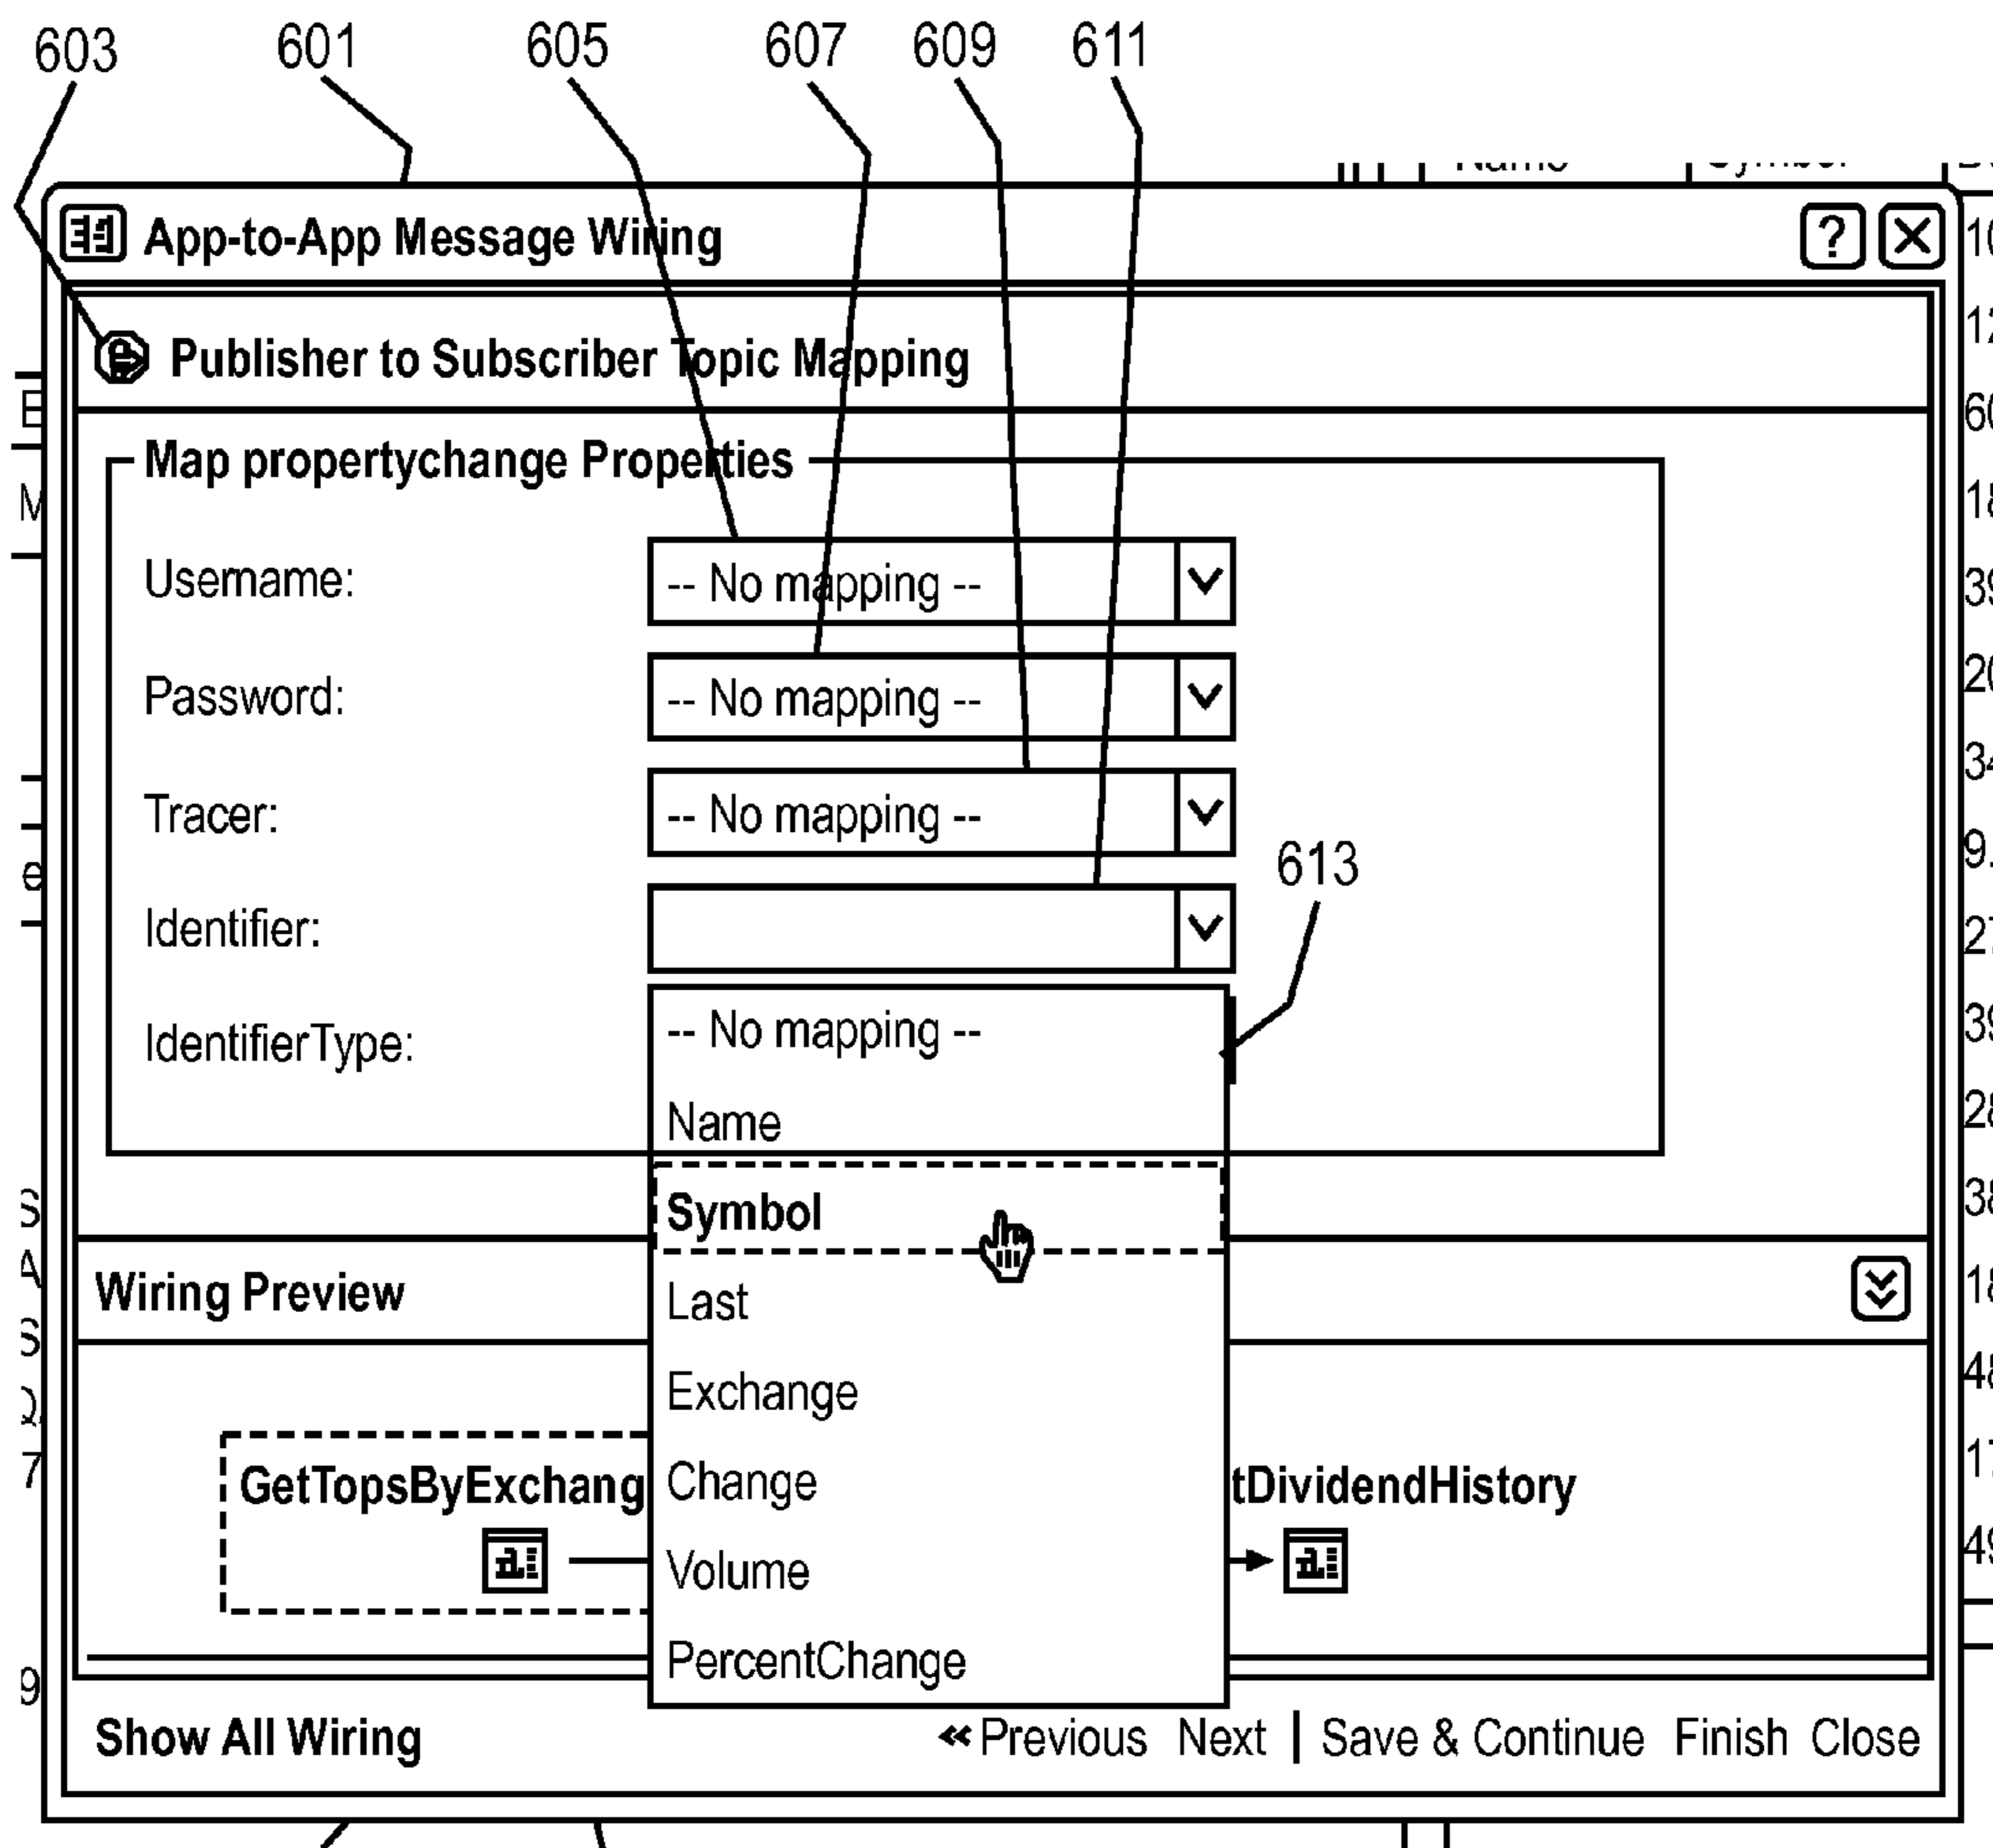 603 601 605 607 609 611
Name Symbol
App-to-App Message Wiring ?
Publisher to Subscriber Topic Mapping
Map propertychange Properties
Username: -- No mapping --
Password: -- No mapping --
Tracer: -- No mapping --
613
Identifier:
IdentifierType: -- No mapping --
Name
Symbol
Wiring Preview
Last
Exchange
GetTopsByExchang Change tDividendHistory
Volume
PercentChange
Show All Wiring « Previous Next | Save & Continue Finish Close